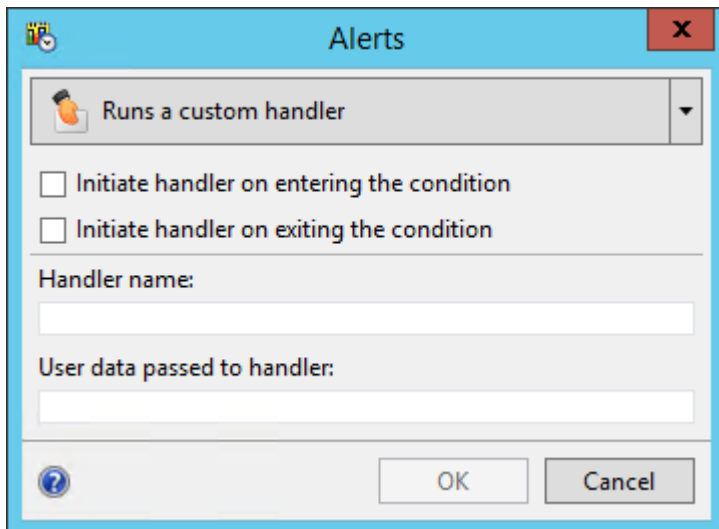 Alerts
Runs a custom handler
Initiate handler on entering the condition
Initiate handler on exiting the condition
Handler name:
User data passed to handler:
OK
Cancel